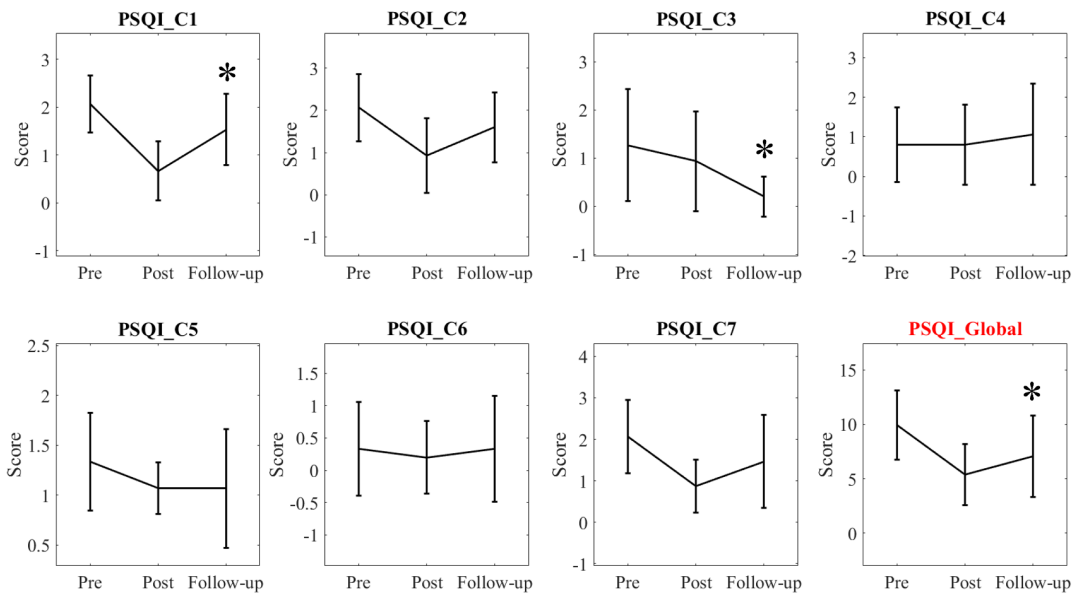 PSQI_C1 PSQI_C2 PSQI_C3 PSQI_C4
Score
3
2
1
0
-1
Pre Post Follow-up
*
Score
3
2
1
0
-1
Pre Post Follow-up
Score
3
2
1
0
-1
Pre Post Follow-up
*
Score
3
2
1
0
-1
-2
Pre Post Follow-up
PSQI_C5 PSQI_C6 PSQI_C7 PSQI_Global
Score
2.5
2
1.5
1
0.5
Pre Post Follow-up
Score
1.5
1
0.5
0
-0.5
-1
Pre Post Follow-up
Score
4
3
2
1
0
-1
Pre Post Follow-up
Score
15
10
5
0
Pre Post Follow-up
*